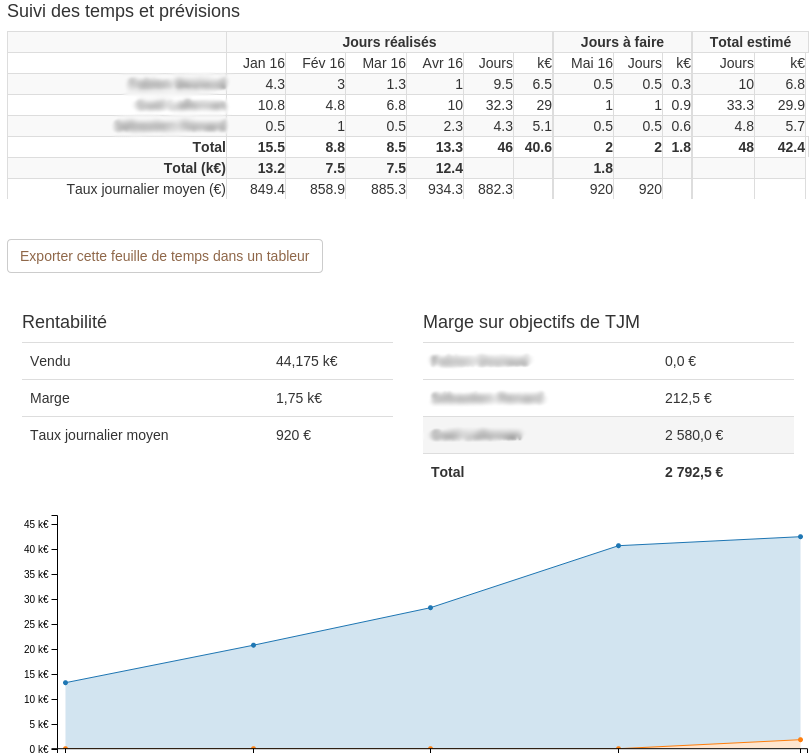 Suivi des temps et prévisions
Jours réalisés Jours à faire Total estimé
Jan 16 Fév 16 Mar 16 Avr 16 Jours k€ Mai 16 Jours k€ Jours k€
4.3 3 1.3 1 9.5 6.5 0.5 0.5 0.3 10 6.8
10.8 4.8 6.8 10 32.3 29 1 1 0.9 33.3 29.9
0.5 1 0.5 2.3 4.3 5.1 0.5 0.5 0.6 4.8 5.7
Total 15.5 8.8 8.5 13.3 46 40.6 2 2 1.8 48 42.4
Total (k€) 13.2 7.5 7.5 12.4 1.8
Taux journalier moyen (€) 849.4 858.9 885.3 934.3 882.3 920 920
Exporter cette feuille de temps dans un tableur
Rentabilité
Vendu 44,175 k€
Marge 1,75 k€
Taux journalier moyen 920 €
Marge sur objectifs de TJM
0,0 €
212,5 €
2 580,0 €
Total 2 792,5 €
45 k€
40 k€
35 k€
30 k€
25 k€
20 k€
15 k€
10 k€
5 k€
0 k€